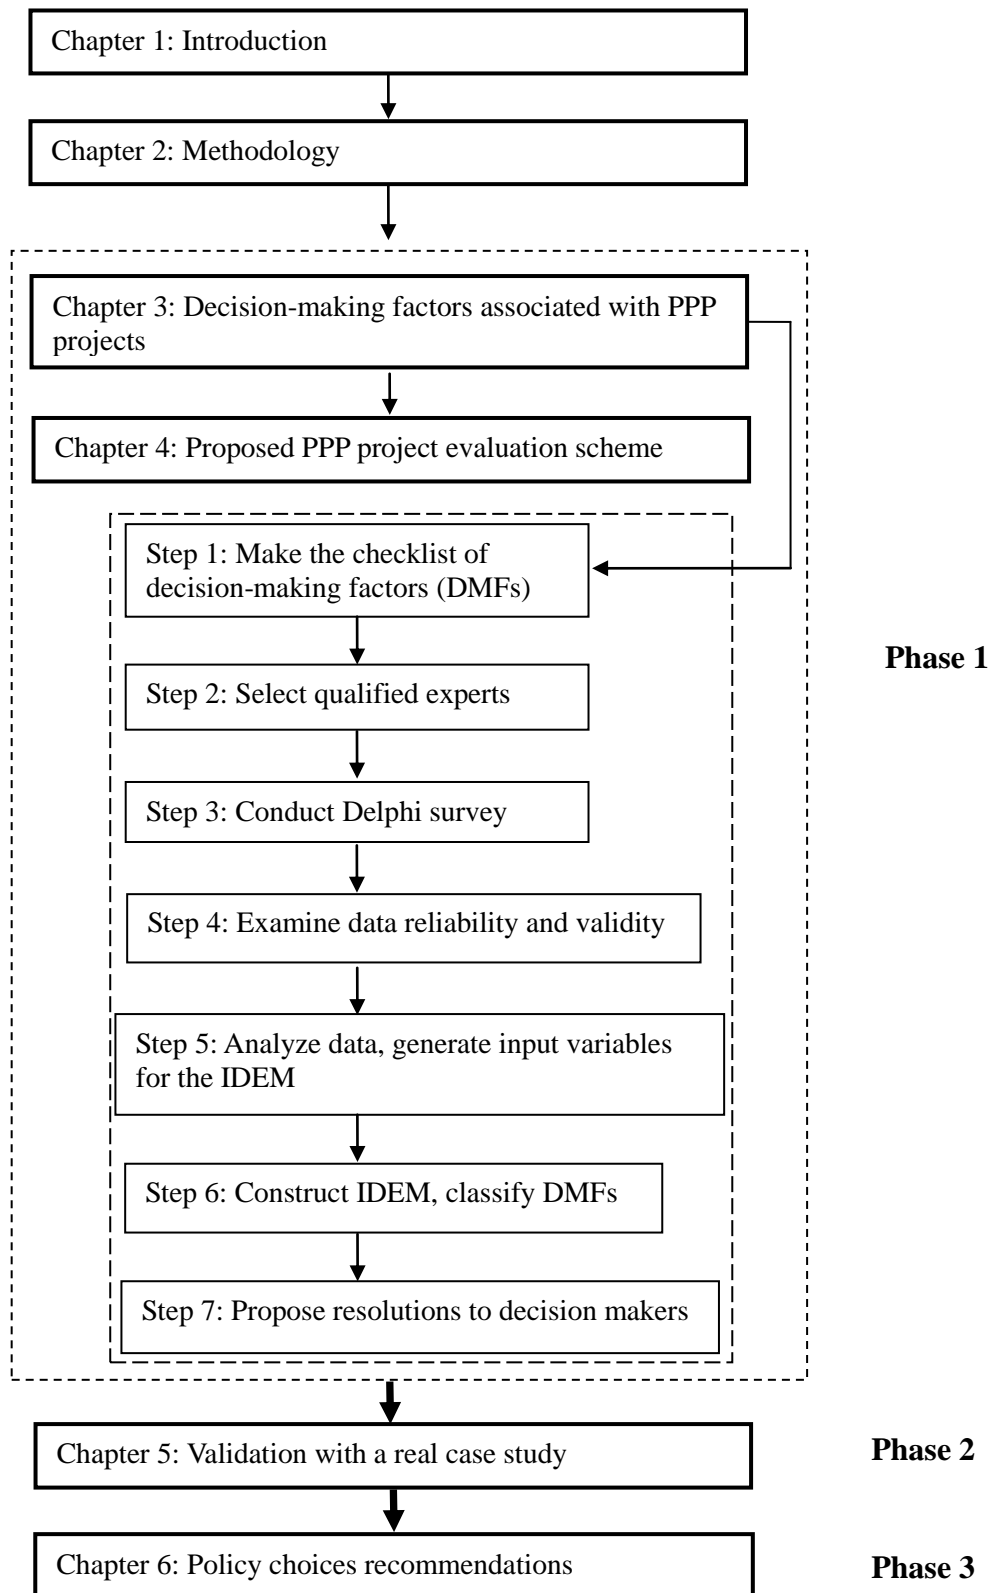 Chapter 1: Introduction
Chapter 2: Methodology
Chapter 3: Decision-making factors associated with PPP
projects
Chapter 4: Proposed PPP project evaluation scheme
Step 1: Make the checklist of
decision-making factors (DMFs)
Step 2: Select qualified experts
Phase 1
Step 3: Conduct Delphi survey
Step 4: Examine data reliability and validity
Step 5: Analyze data, generate input variables
for the IDEM
Step 6: Construct IDEM, classify DMFs
Step 7: Propose resolutions to decision makers
Chapter 5: Validation with a real case study
Phase 2
Chapter 6: Policy choices recommendations
Phase 3